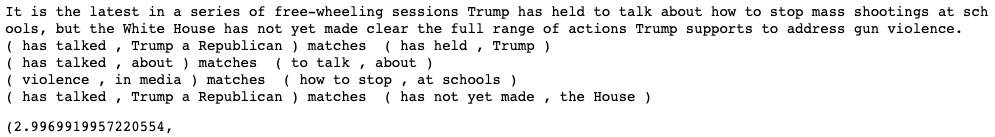 It is the latest in a series of free-wheeling sessions Trump has held to talk about how to stop mass shootings at sch
ools, but the White House has not yet made clear the full range of actions Trump supports to address gun violence.
( has talked , Trump a Republican ) matches  ( has held , Trump )
( has talked , about ) matches  ( to talk , about )
( violence , in media ) matches  ( how to stop , at schools )
( has talked , Trump a Republican ) matches  ( has not yet made , the House )
(2.9969919957220554,